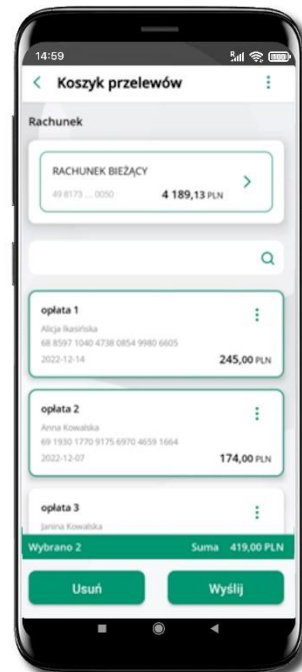 14:59
Koszyk przelewów
Rachunek
RACHUNEK BIEŻĄCY
49 8173 ... 0050 4 189,13 PLN
opłata 1
Alicja Ikasińska
68 8597 1040 4738 0854 9980 6605
2022-12-14 245,00 PLN
opłata 2
Anna Kowalska
69 1930 1770 9175 6970 4659 1664
2022-12-07 174,00 PLN
opłata 3
Janina Kowalska
Wybrano 2 Suma 419,00 PLN
Usuń Wyślij